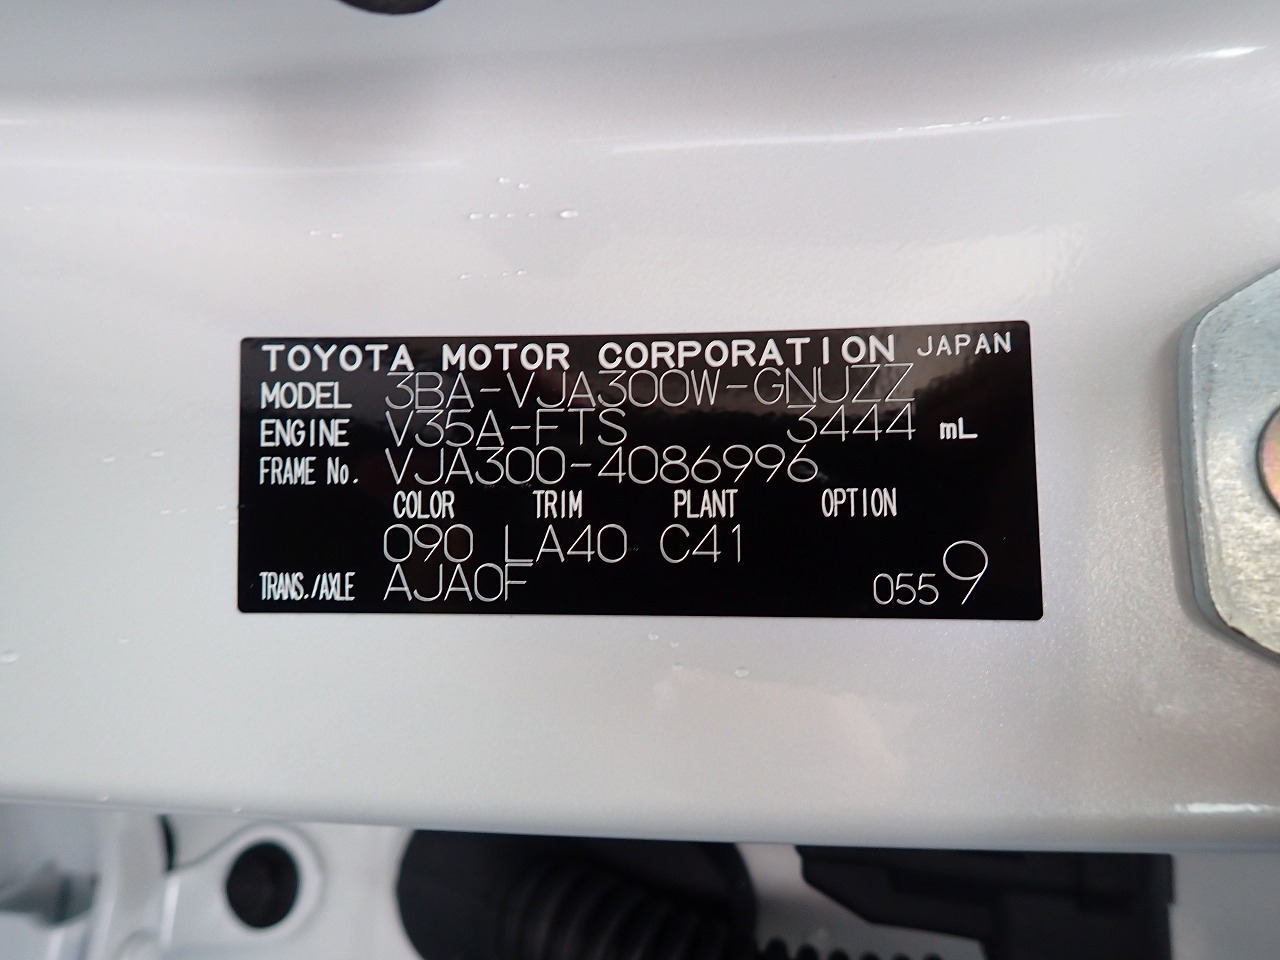 TOYOTA MOTOR CORPORATION JAPAN
MODEL 3BA-VJA300W-GNUZZ
ENGINE V35A-FTS 3444 mL
FRAME No. VJA300-4086996
COLOR TRIM PLANT OPTION
090 LA40 C41
TRANS./AXLE AJA0F 0559